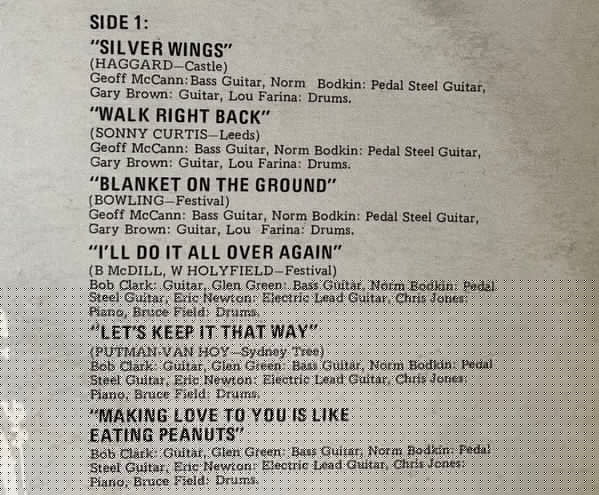 SIDE 1:
"SILVER WINGS"
(HAGGARD—Castle)
Geoff McCann: Bass Guitar, Norm Bodkin: Pedal Steel Guitar,
Gary Brown: Guitar, Lou Farina: Drums.
"WALK RIGHT BACK"
(SONNY CURTIS—Leeds)
Geoff McCann: Bass Guitar, Norm Bodkin: Pedal Steel Guitar,
Gary Brown: Guitar, Lou Farina: Drums.
"BLANKET ON THE GROUND"
(BOWLING—Festival)
Geoff McCann: Bass Guitar, Norm Bodkin: Pedal Steel Guitar,
Gary Brown: Guitar, Lou Farina: Drums.
"I'LL DO IT ALL OVER AGAIN"
(B McDILL, W HOLYFIELD—Festival)
Bob Clark: Guitar, Glen Green: Bass Guitar, Norm Bodkin: Pedal
Steel Guitar, Eric Newton: Electric Lead Guitar, Chris Jones:
Piano, Bruce Field: Drums.
"LET'S KEEP IT THAT WAY"
(PUTMAN-VAN HOY—Sydney Tree)
Bob Clark: Guitar, Glen Green: Bass Guitar, Norm Bodkin: Pedal
Steel Guitar, Eric Newton: Electric Lead Guitar, Chris Jones:
Piano, Bruce Field: Drums.
"MAKING LOVE TO YOU IS LIKE
EATING PEANUTS"
Bob Clark: Guitar, Glen Green: Bass Guitar, Norm Bodkin: Pedal
Steel Guitar, Eric Newton: Electric Lead Guitar, Chris Jones:
Piano, Bruce Field: Drums.